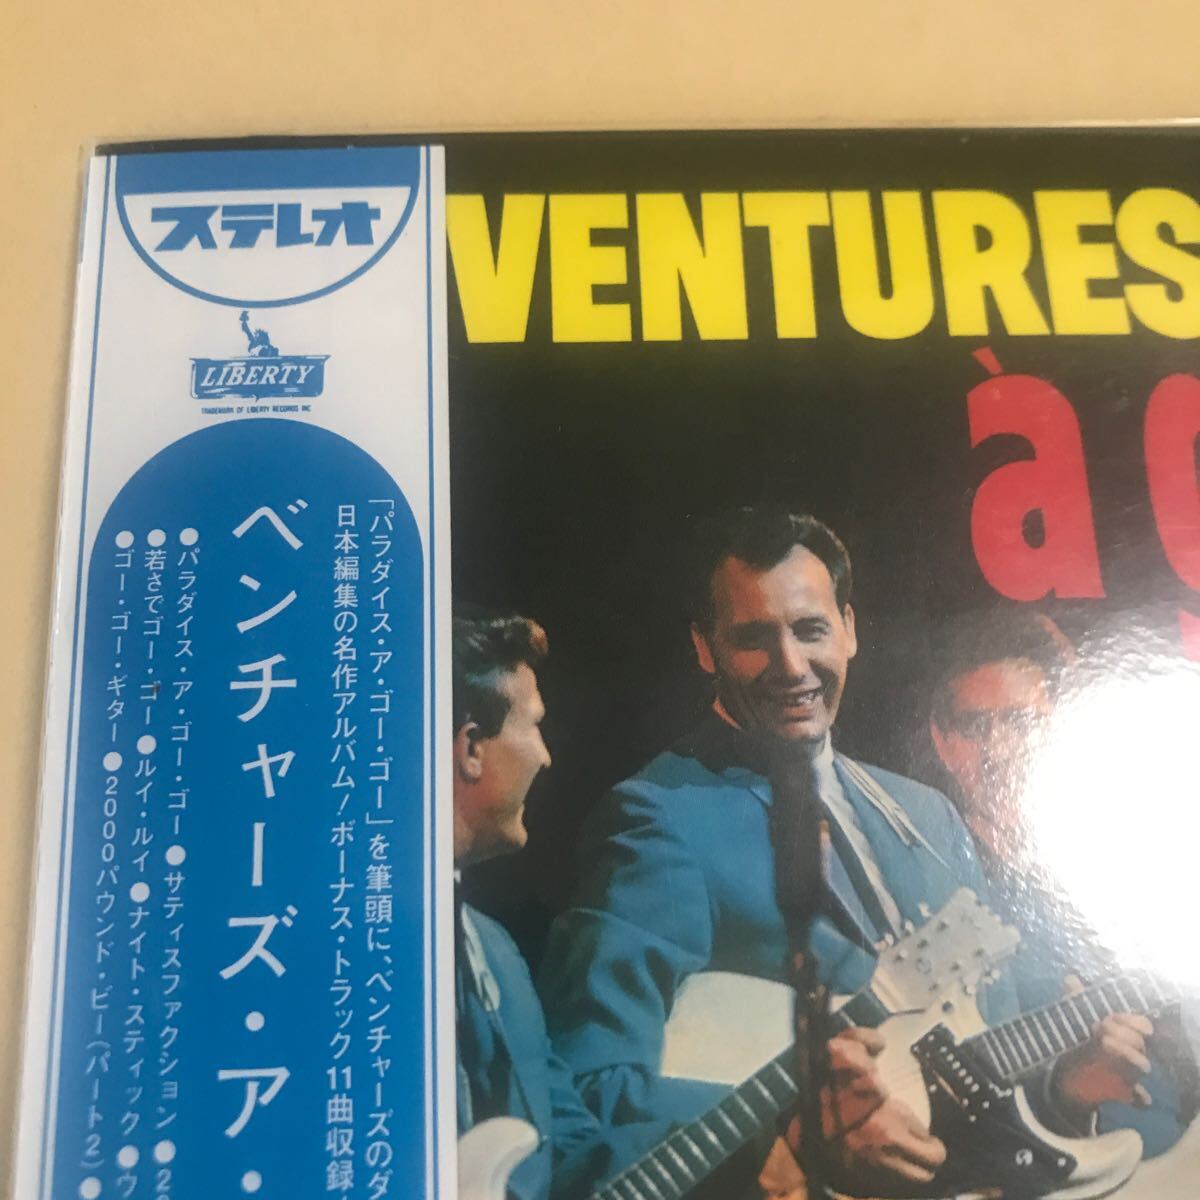 ステレオ
LIBERTY
TRADEMARK OF LIBERTY RECORDS INC
VENTURES
à g
「パラダイス・ア・ゴー・ゴー」を筆頭に、ベンチャーズのダ
日本編集の名作アルバム!ボーナス・トラック11曲収録
ベンチャーズ・ア・
●パラダイス・ア・ゴー・ゴー●サティスファクション●20
●若さでゴー・ゴー●ルイ・ルイ●ナイト・スティック●ウ
●ゴー・ゴー・ギター●2000パウンド・ビー(パート2)●